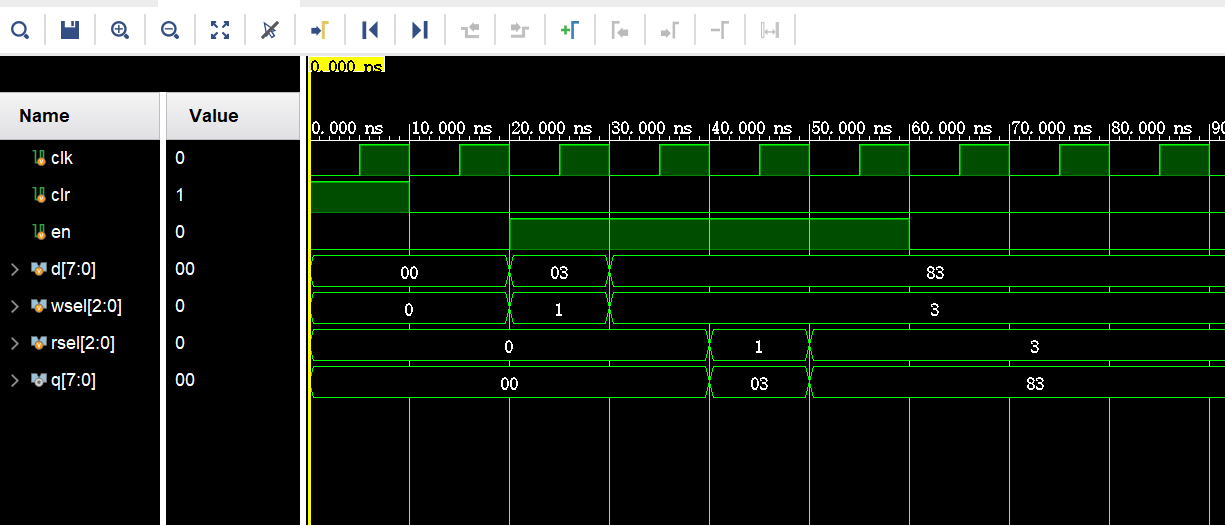 0.000 ns
Name Value
0.000 ns 10.000 ns 20.000 ns 30.000 ns 40.000 ns 50.000 ns 60.000 ns 70.000 ns 80.000 ns 90
clk 0
clr 1
en 0
d[7:0] 00 00 03 83
wsel[2:0] 0 0 1 3
rsel[2:0] 0 0 1 3
q[7:0] 00 00 03 83